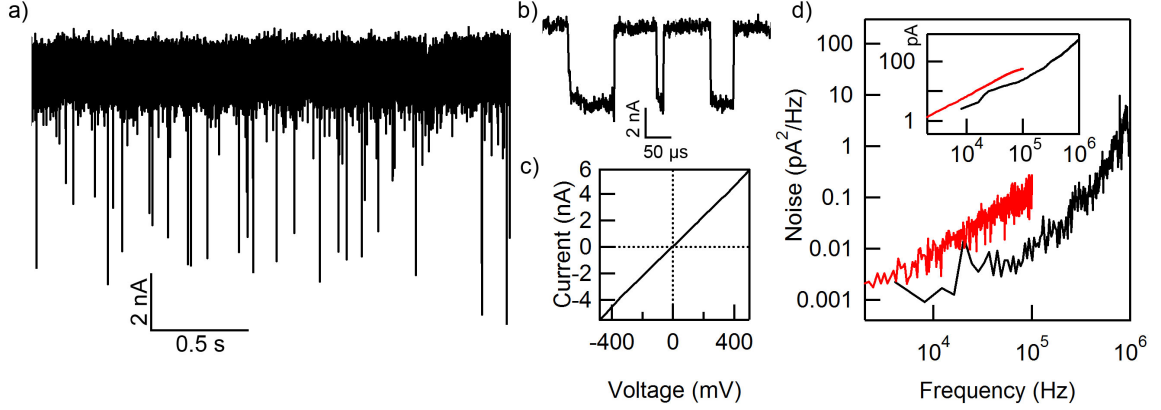 a)
2 nA
0.5 s
b)
2 nA
50 µs
c)
Current (nA)
6
4
2
0
-2
-4
-400
0
400
Voltage (mV)
d)
Noise (pA²/Hz)
100
10
1
0.1
0.01
0.001
10⁴
10⁵
10⁶
Frequency (Hz)
pA
100
1
10⁴
10⁵
10⁶